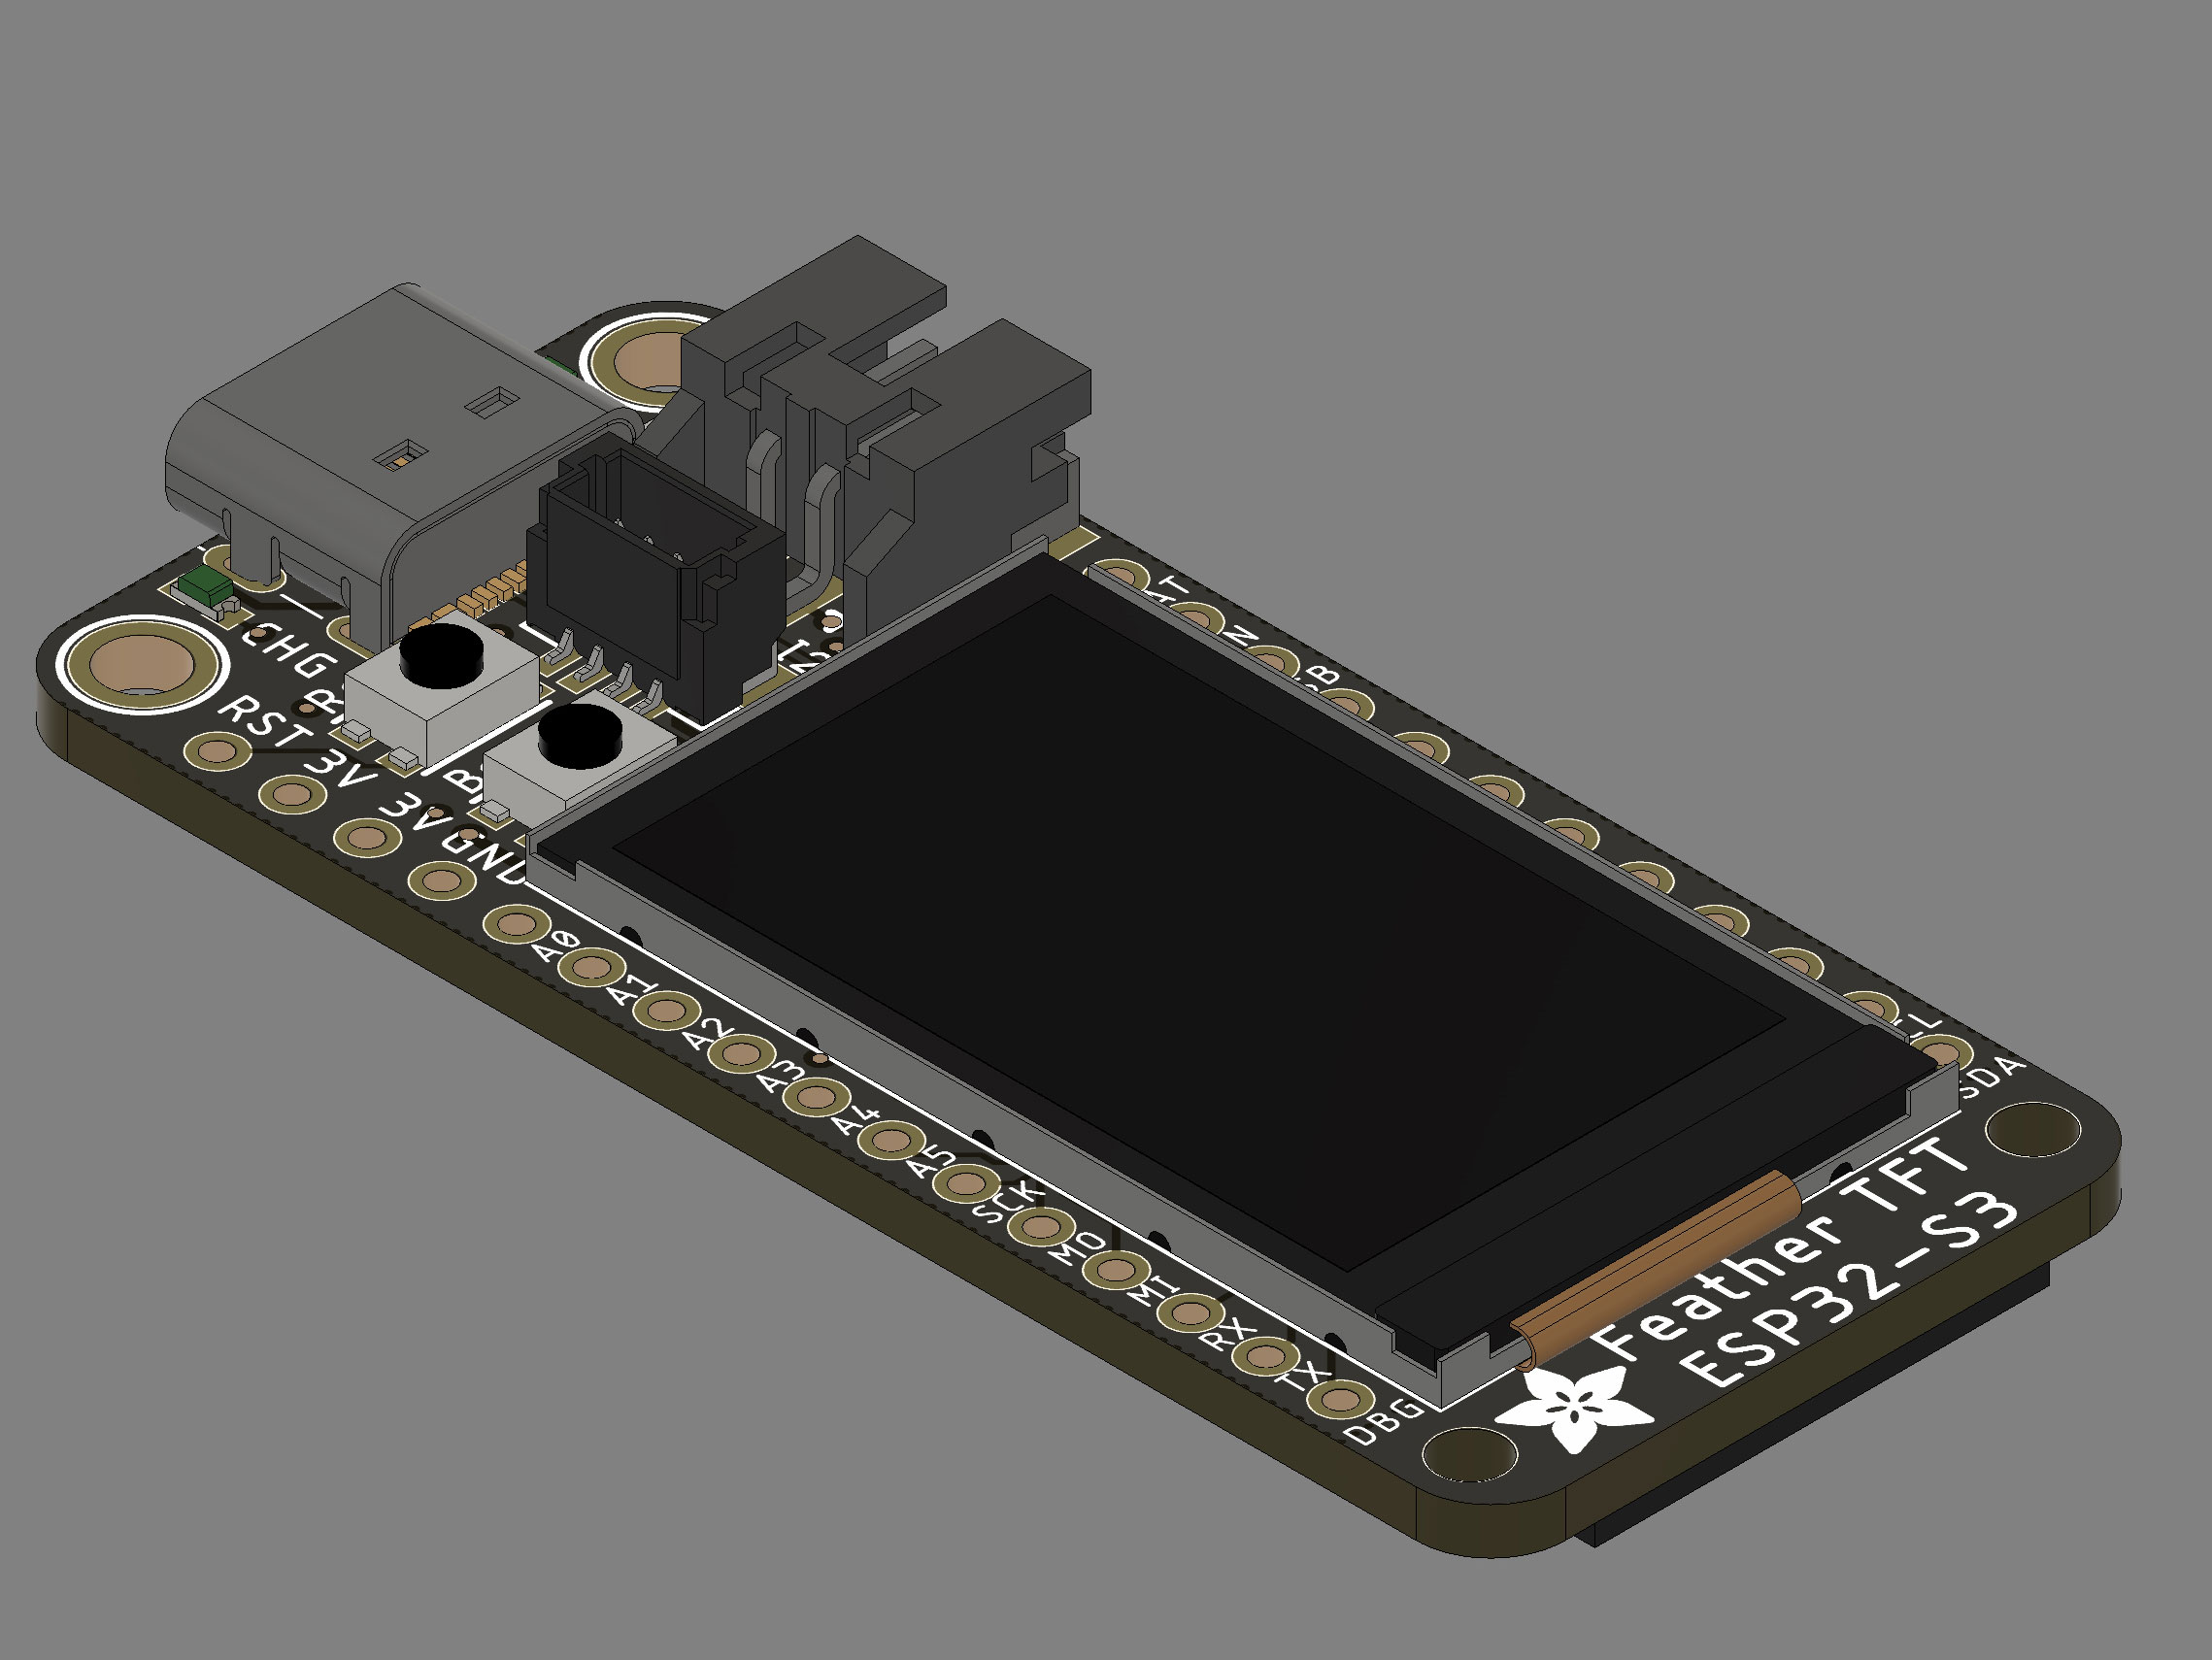 CHG
RST
3V
3V
GND
A0
A1
A2
A3
A4
A5
SCK
MO
MI
RX
TX
DBG
SDA
Feather TFT
ESP32-S3